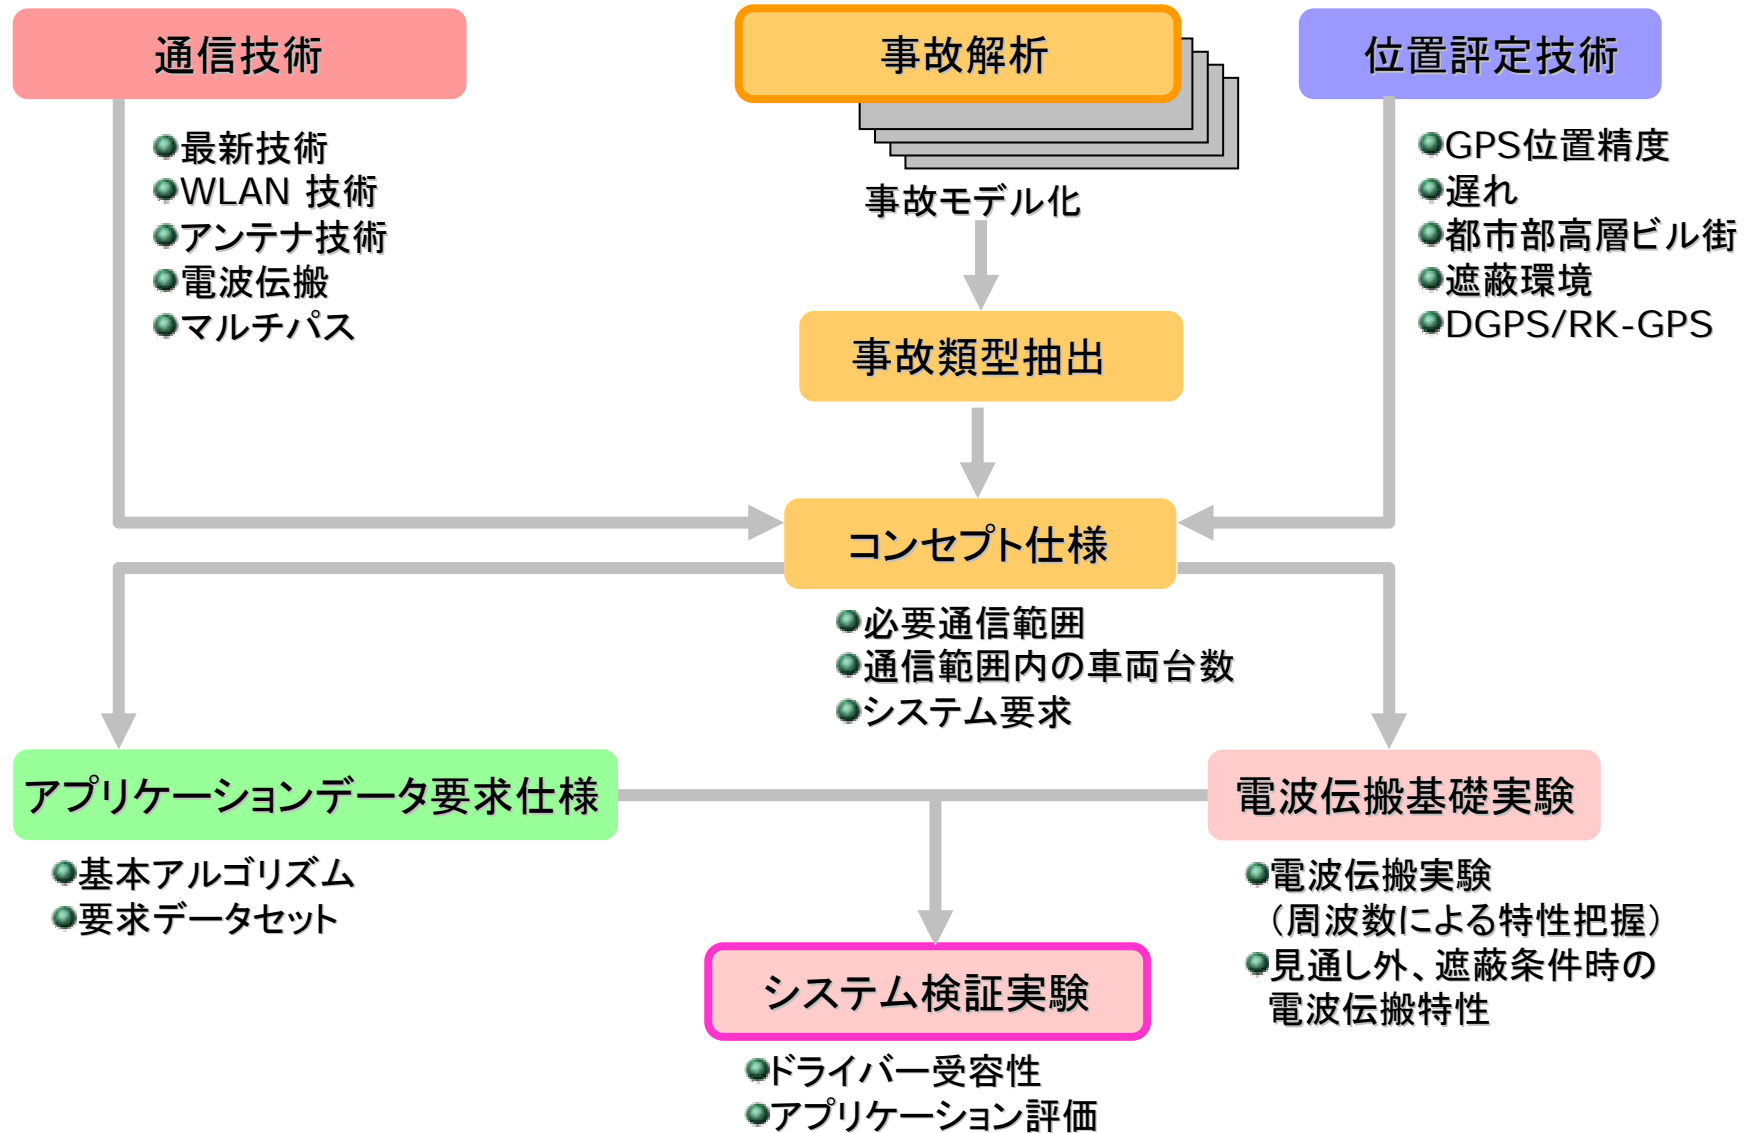 通信技術
最新技術
WLAN 技術
アンテナ技術
電波伝搬
マルチパス
事故解析
事故モデル化
事故類型抽出
位置評定技術
GPS位置精度
遅れ
都市部高層ビル街
遮蔽環境
DGPS/RK-GPS
コンセプト仕様
必要通信範囲
通信範囲内の車両台数
システム要求
アプリケーションデータ要求仕様
基本アルゴリズム
要求データセット
電波伝搬基礎実験
電波伝搬実験
（周波数による特性把握）
見通し外、遮蔽条件時の
電波伝搬特性
システム検証実験
ドライバー受容性
アプリケーション評価